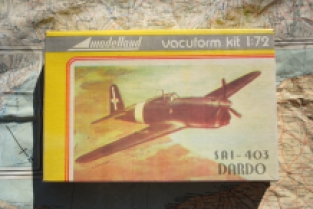 modelland vacuform kit 1:72
SAI-403
DARDO